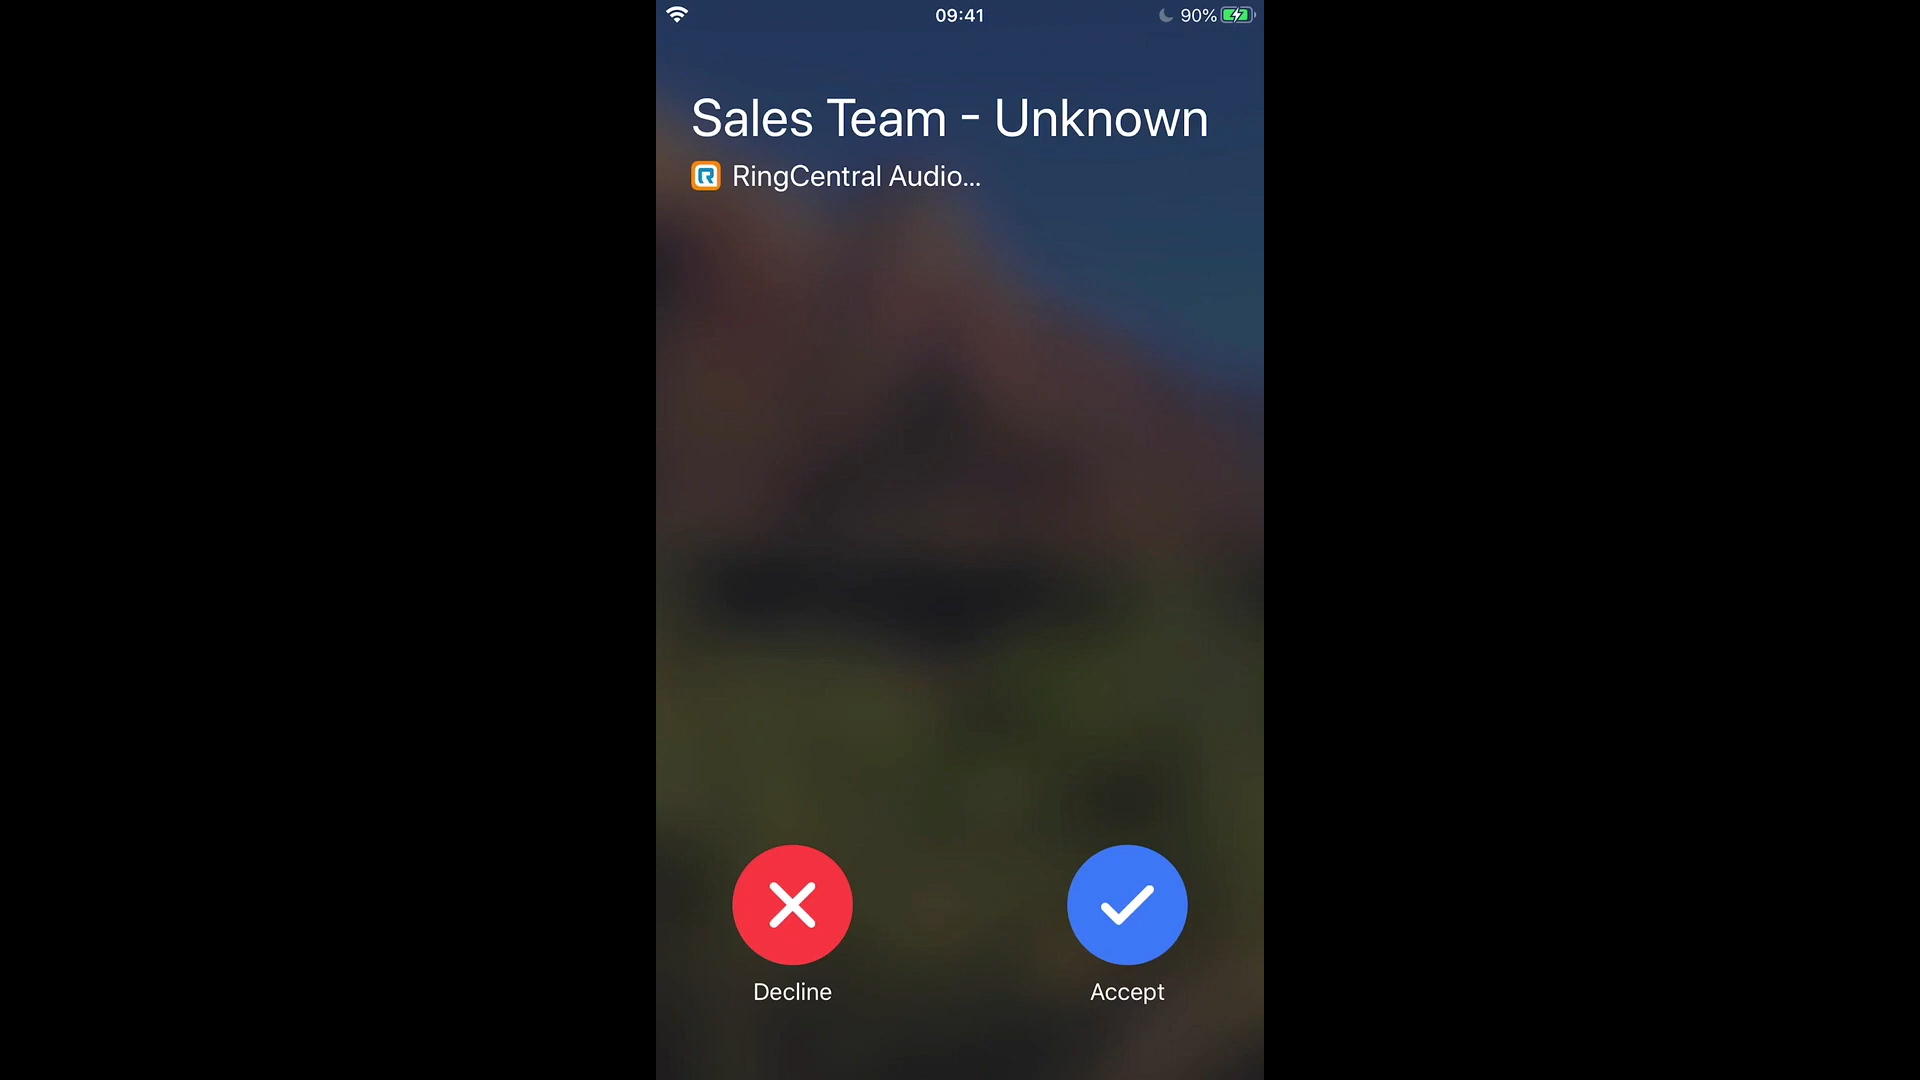 09:41
90%
Sales Team - Unknown
RingCentral Audio...
Decline
Accept